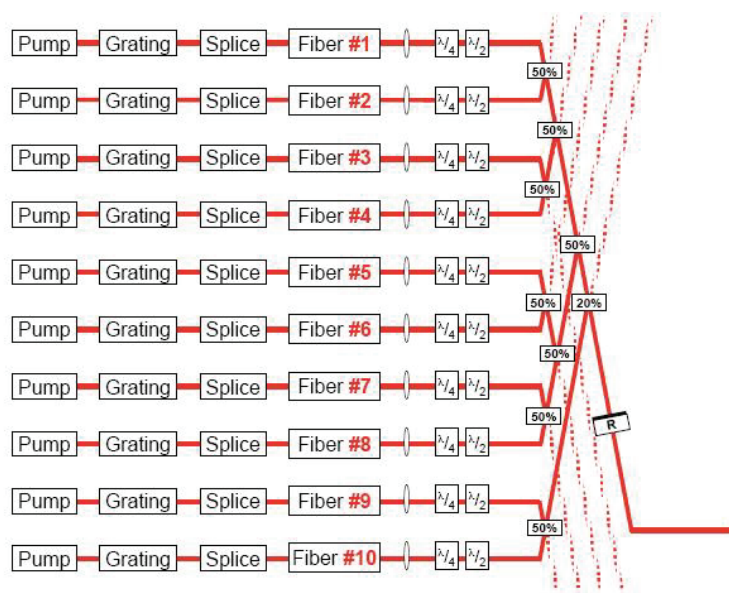 Pump Grating Splice Fiber #1 λ/4 λ/2
50%
Pump Grating Splice Fiber #2 λ/4 λ/2
50%
Pump Grating Splice Fiber #3 λ/4 λ/2
50%
Pump Grating Splice Fiber #4 λ/4 λ/2
50%
Pump Grating Splice Fiber #5 λ/4 λ/2
50% 20%
Pump Grating Splice Fiber #6 λ/4 λ/2
50%
Pump Grating Splice Fiber #7 λ/4 λ/2
50%
R
Pump Grating Splice Fiber #8 λ/4 λ/2
Pump Grating Splice Fiber #9 λ/4 λ/2
50%
Pump Grating Splice Fiber #10 λ/4 λ/2